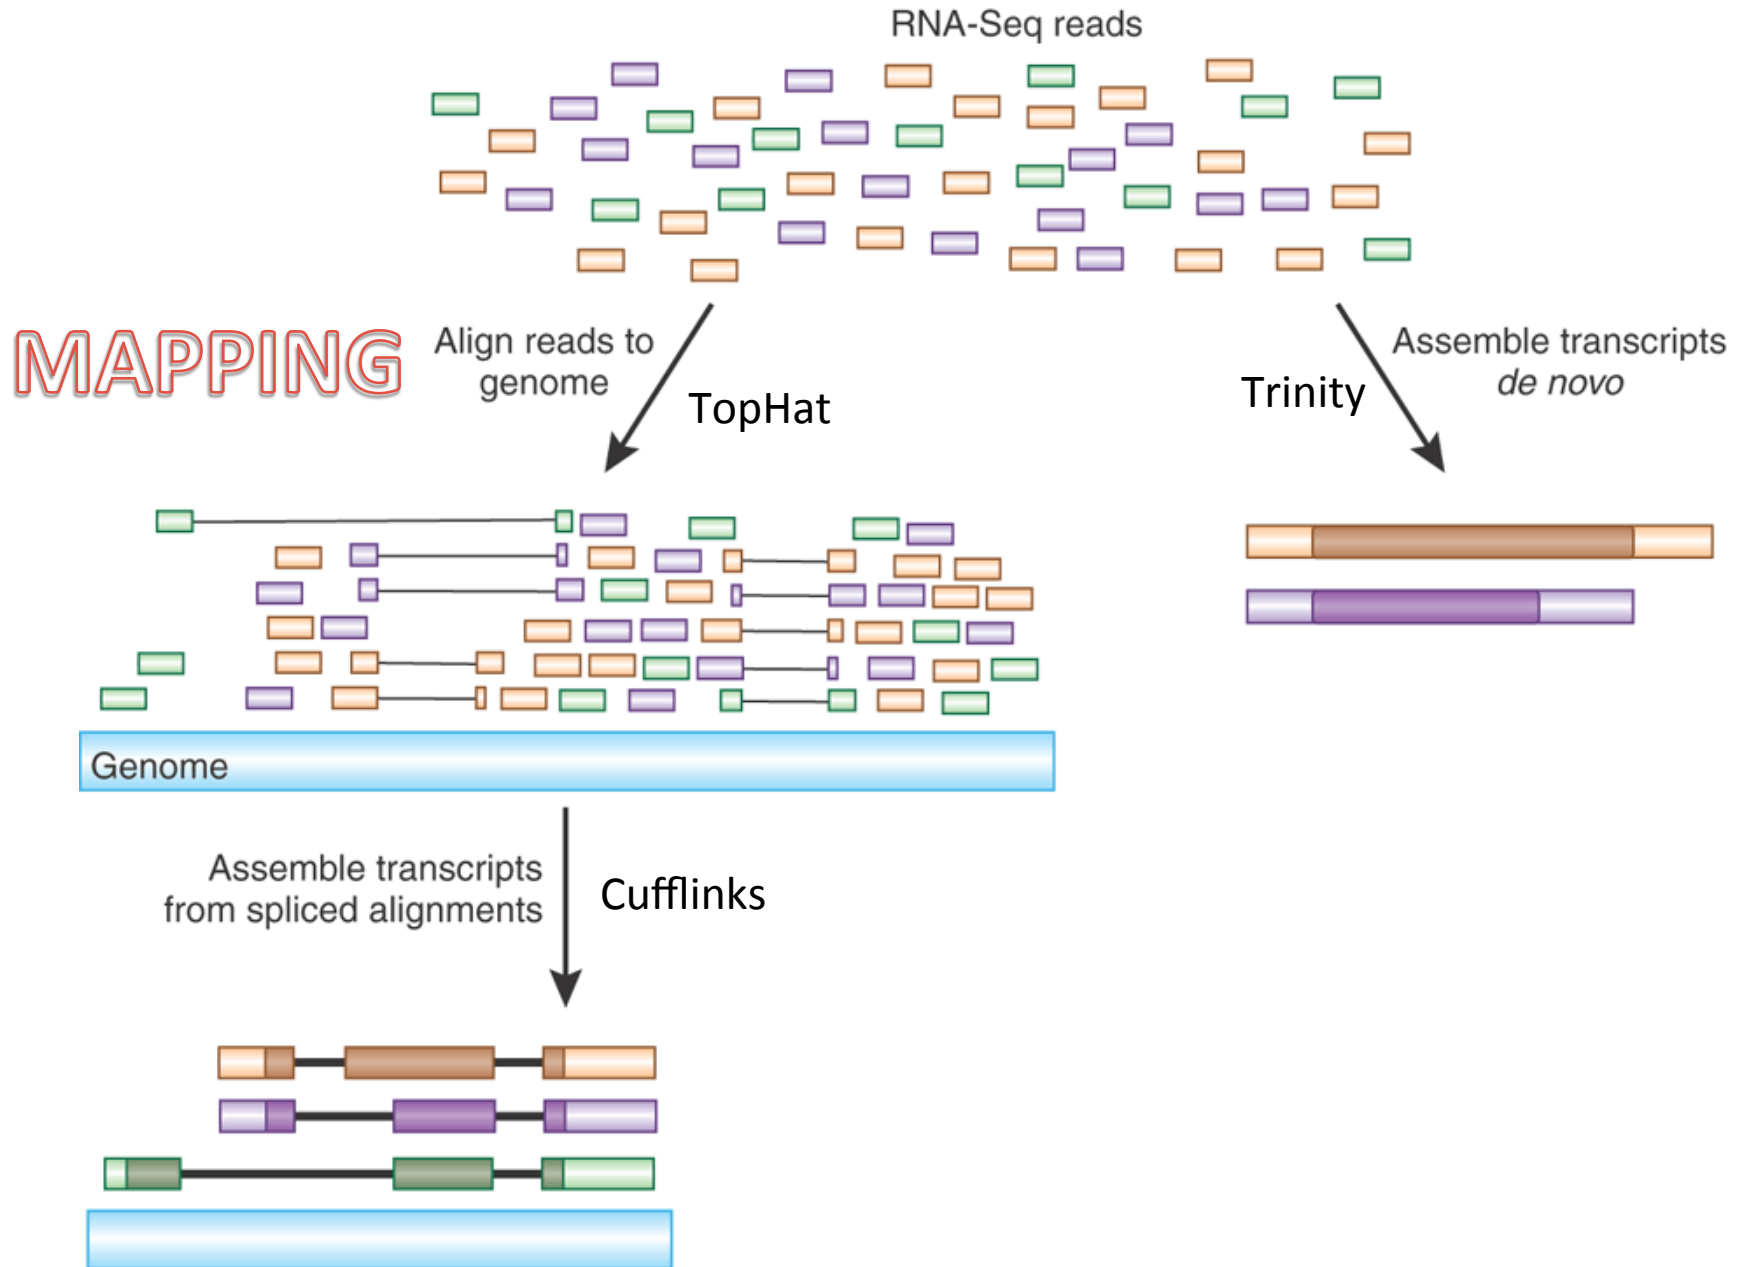 RNA-Seq reads
MAPPING
Align reads to
genome
TopHat
Trinity
Assemble transcripts
de novo
Genome
Assemble transcripts
from spliced alignments
Cufflinks